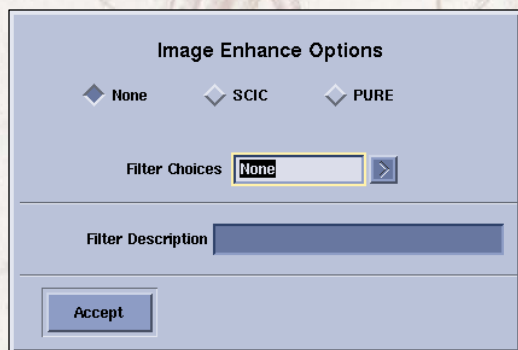 Image Enhance Options
None SCIC PURE
Filter Choices None >
Filter Description
Accept